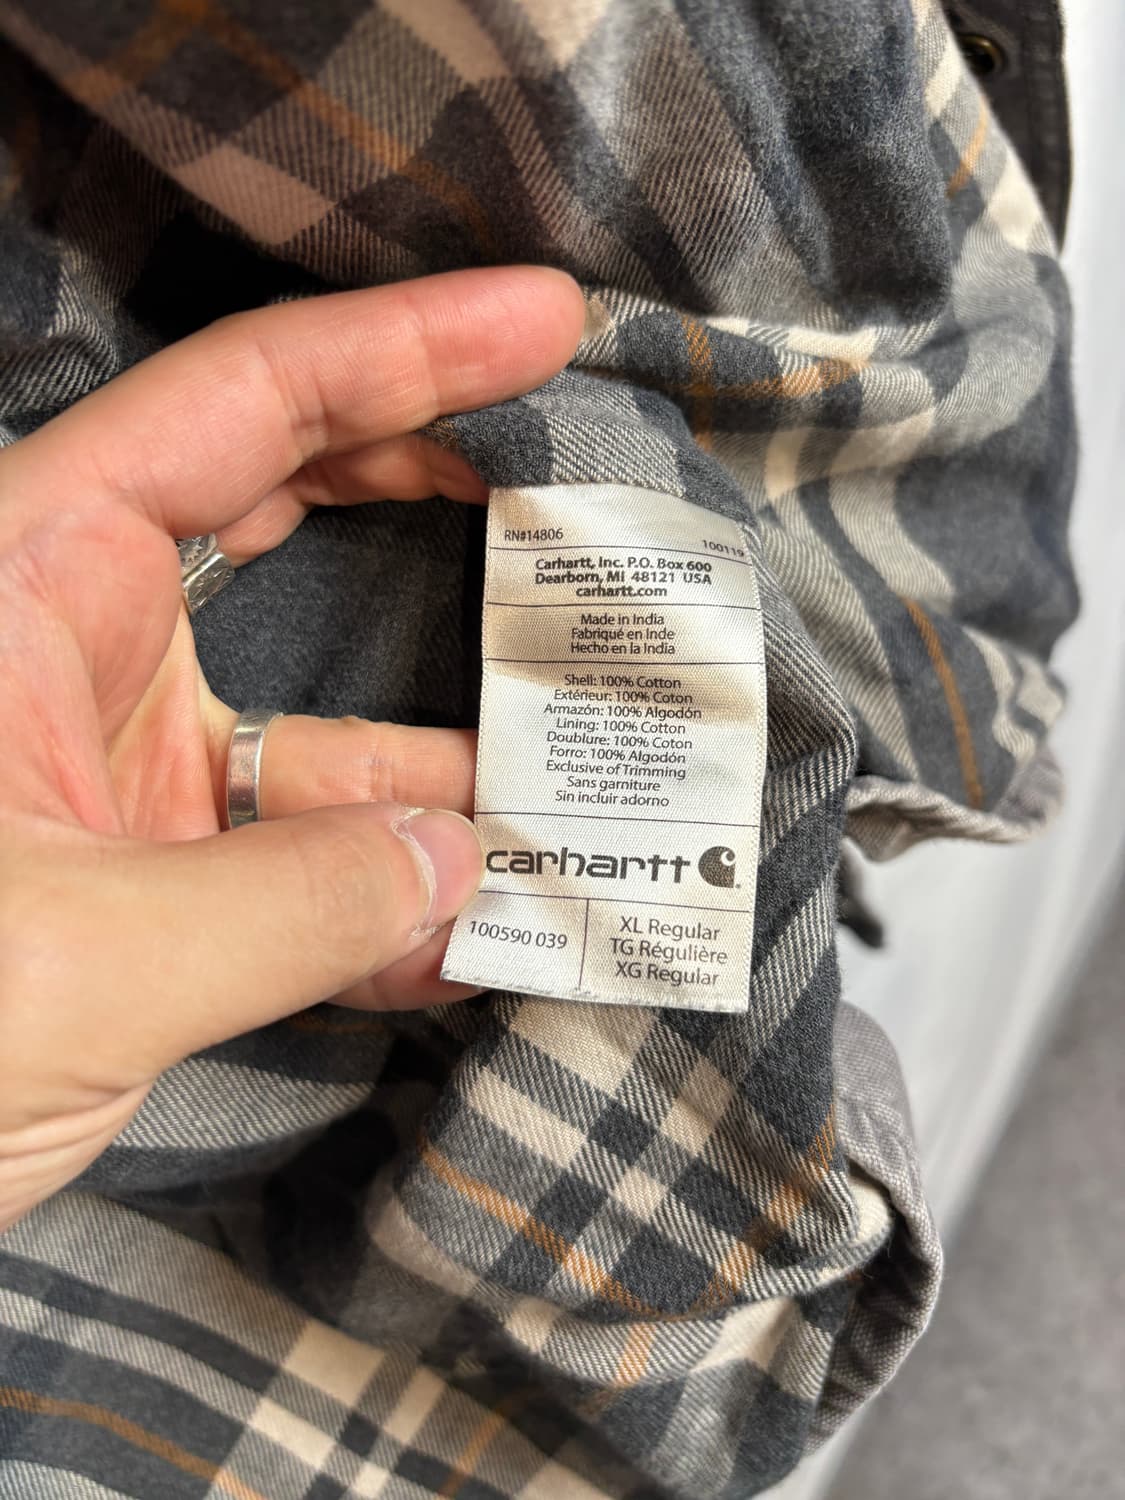 RN#14806
100119
Carhartt, Inc. P.O. Box 600
Dearborn, MI 48121 USA
carhartt.com
Made in India
Fabriqué en Inde
Hecho en la India
Shell: 100% Cotton
Extérieur: 100% Coton
Armazón: 100% Algodón
Lining: 100% Cotton
Doublure: 100% Coton
Forro: 100% Algodón
Exclusive of Trimming
Sans garniture
Sin incluir adorno
carhartt
100590 039
XL Regular
TG Régulière
XG Regular